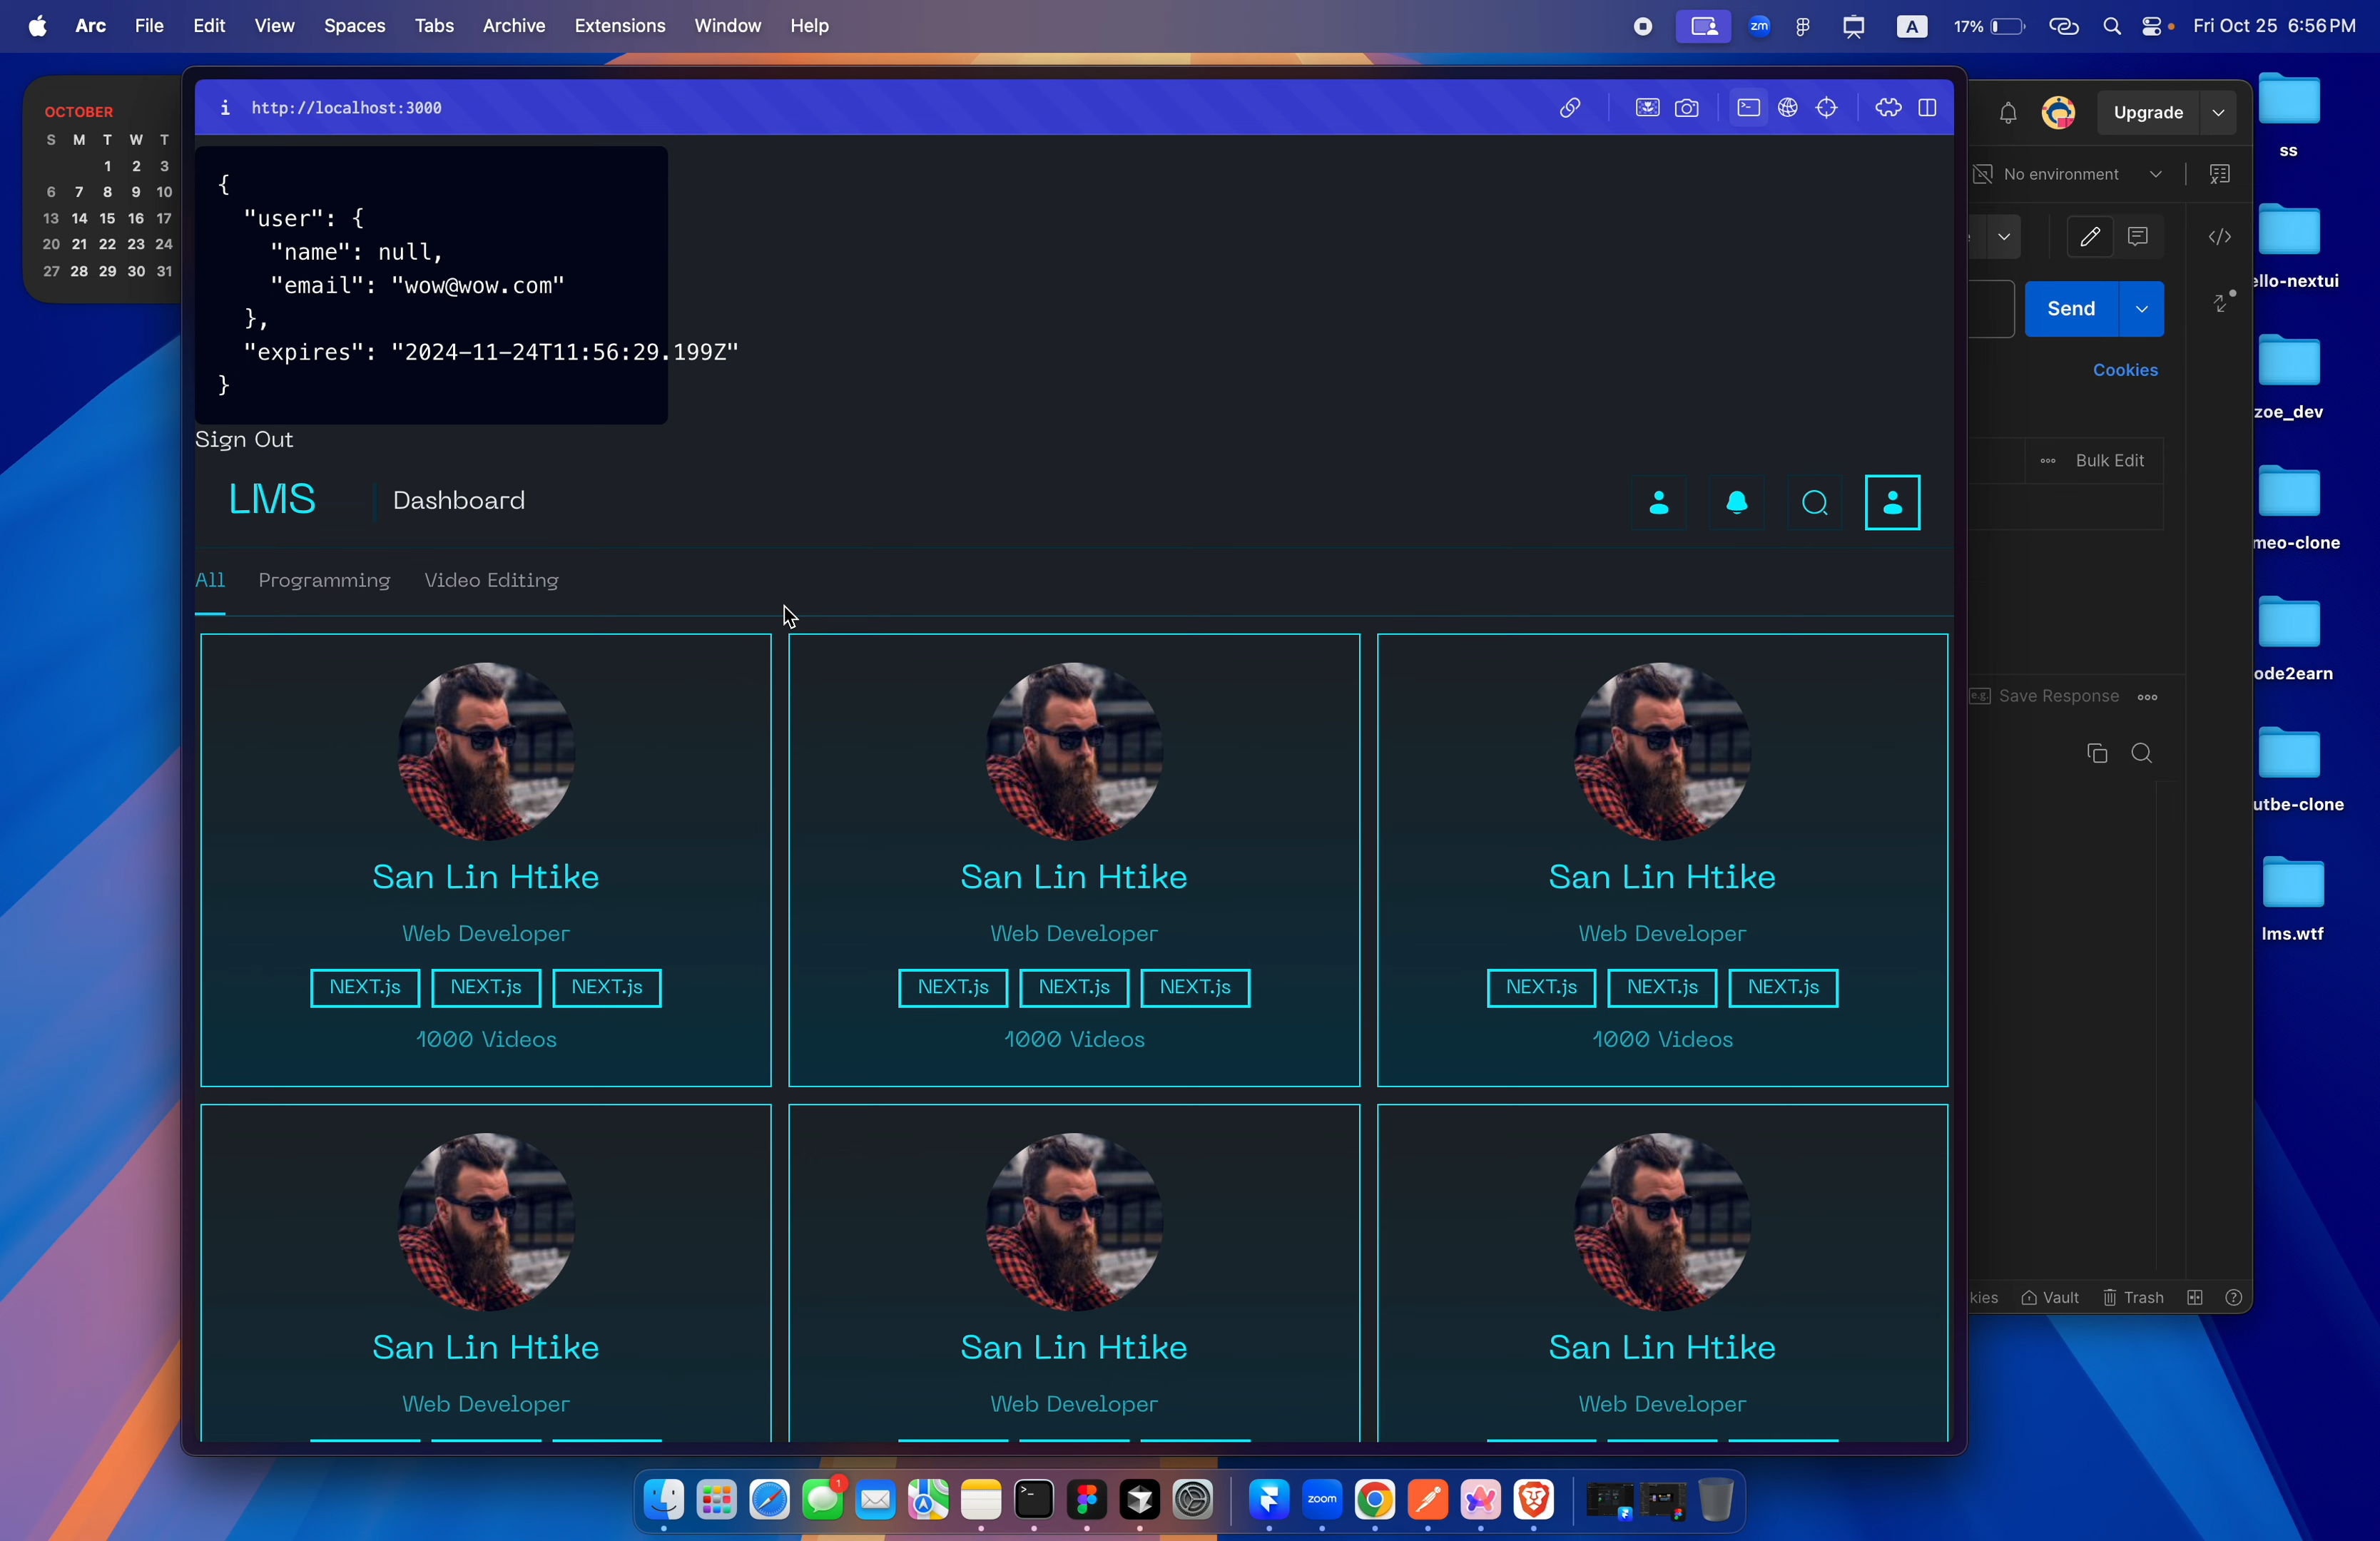 Arc File Edit View Spaces Tabs Archive Extensions Window Help
zm A 17% Fri Oct 25 6:56 PM
OCTOBER
S M T W T
1 2 3
6 7 8 9 10
13 14 15 16 17
20 21 22 23 24
27 28 29 30 31
i http://localhost:3000
{
"user": {
"name": null,
"email": "wow@wow.com"
},
"expires": "2024-11-24T11:56:29.199Z"
}
Sign Out
LMS Dashboard
All Programming Video Editing
San Lin Htike
Web Developer
NEXT.js NEXT.js NEXT.js
1000 Videos
San Lin Htike
Web Developer
NEXT.js NEXT.js NEXT.js
1000 Videos
San Lin Htike
Web Developer
NEXT.js NEXT.js NEXT.js
1000 Videos
San Lin Htike
Web Developer
San Lin Htike
Web Developer
San Lin Htike
Web Developer
Upgrade
No environment
Send
Cookies
Bulk Edit
e.g. Save Response
kies Vault Trash
ss
ello-nextui
zoe_dev
meo-clone
ode2earn
utbe-clone
lms.wtf
1
zoom